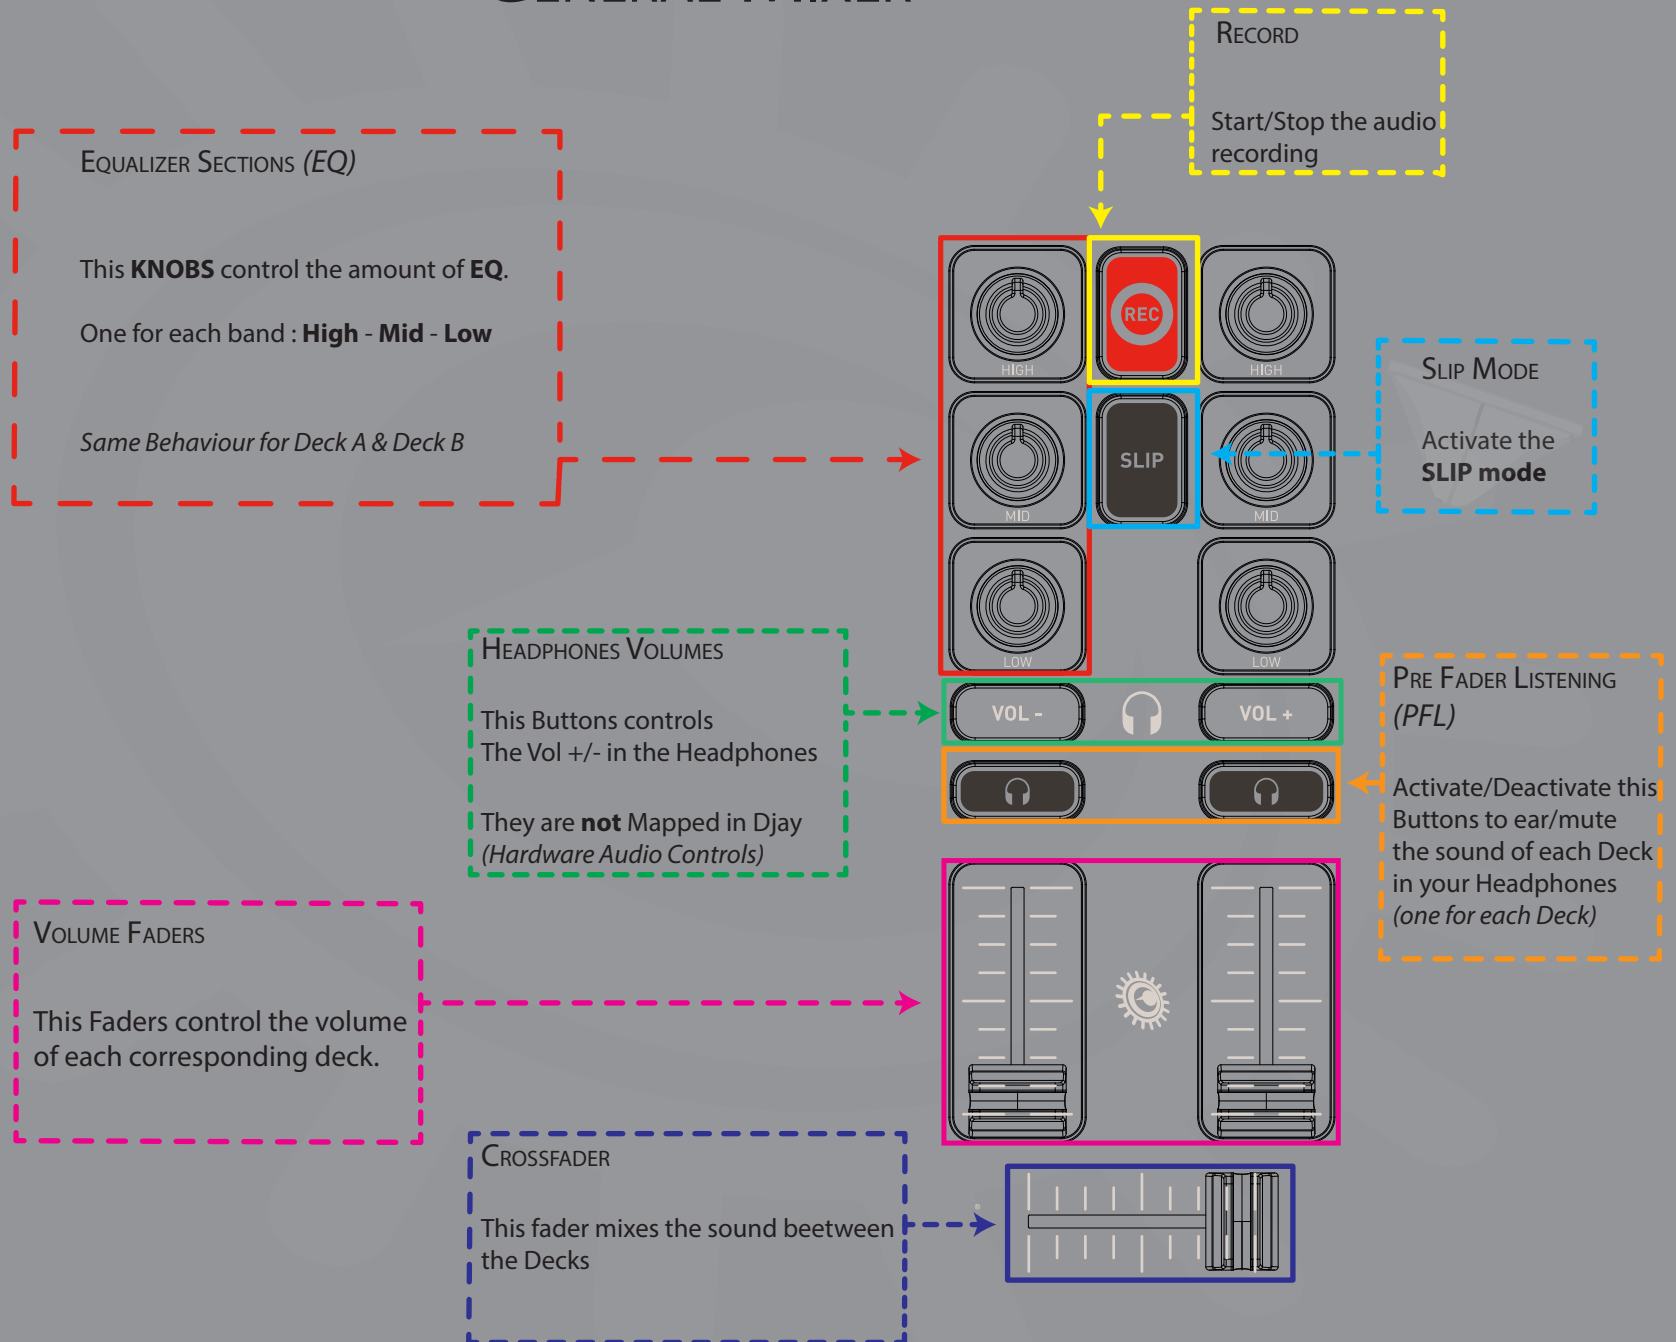 GENERAL MIXER
RECORD
Start/Stop the audio
recording
EQUALIZER SECTIONS (EQ)
This KNOBS control the amount of EQ.
One for each band : High - Mid - Low
Same Behaviour for Deck A & Deck B
REC
HIGH
HIGH
SLIP MODE
Activate the
SLIP mode
SLIP
MID
MID
LOW
LOW
HEADPHONES VOLUMES
This Buttons controls
The Vol +/- in the Headphones
They are not Mapped in Djay
(Hardware Audio Controls)
VOL -
VOL +
PRE FADER LISTENING
(PFL)
Activate/Deactivate this
Buttons to ear/mute
the sound of each Deck
in your Headphones
(one for each Deck)
VOLUME FADERS
This Faders control the volume
of each corresponding deck.
CROSSFADER
This fader mixes the sound beetween
the Decks